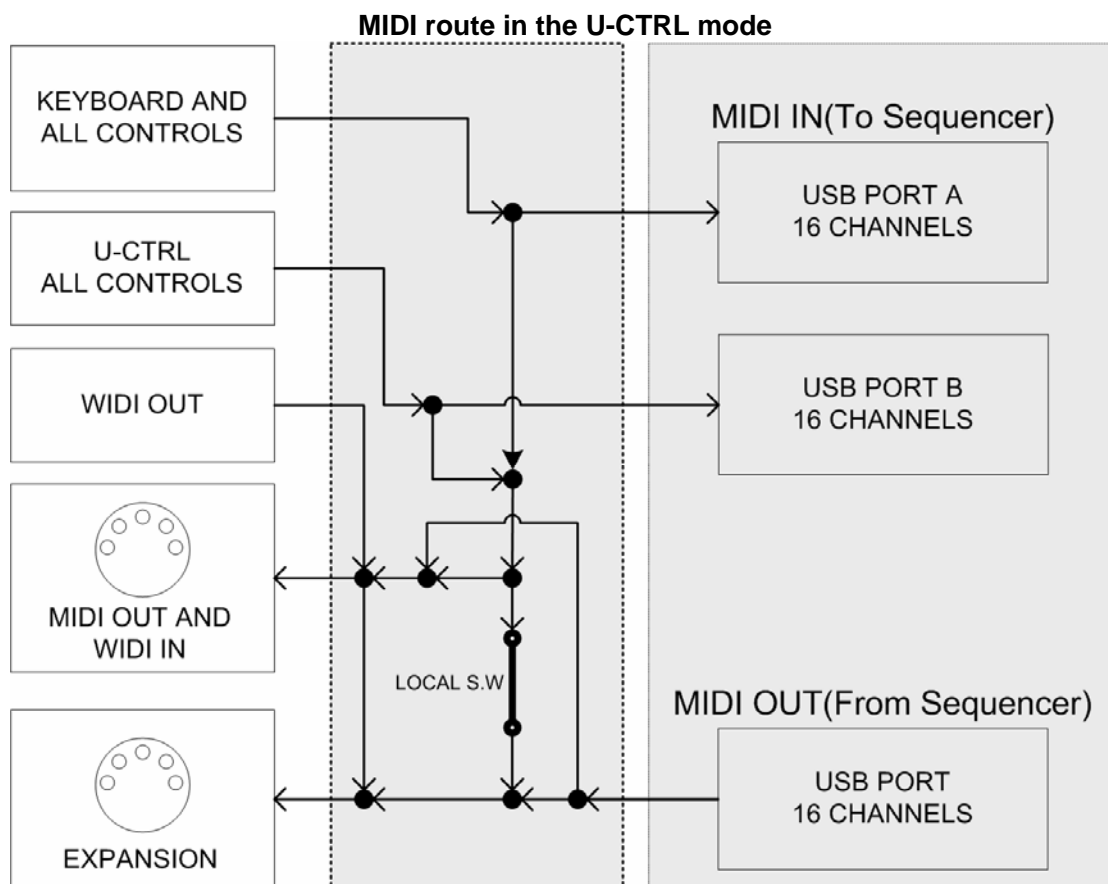 MIDI route in the U-CTRL mode
KEYBOARD AND
ALL CONTROLS
U-CTRL
ALL CONTROLS
WIDI OUT
MIDI OUT AND
WIDI IN
EXPANSION
LOCAL S.W
MIDI IN(To Sequencer)
USB PORT A
16 CHANNELS
USB PORT B
16 CHANNELS
MIDI OUT(From Sequencer)
USB PORT
16 CHANNELS